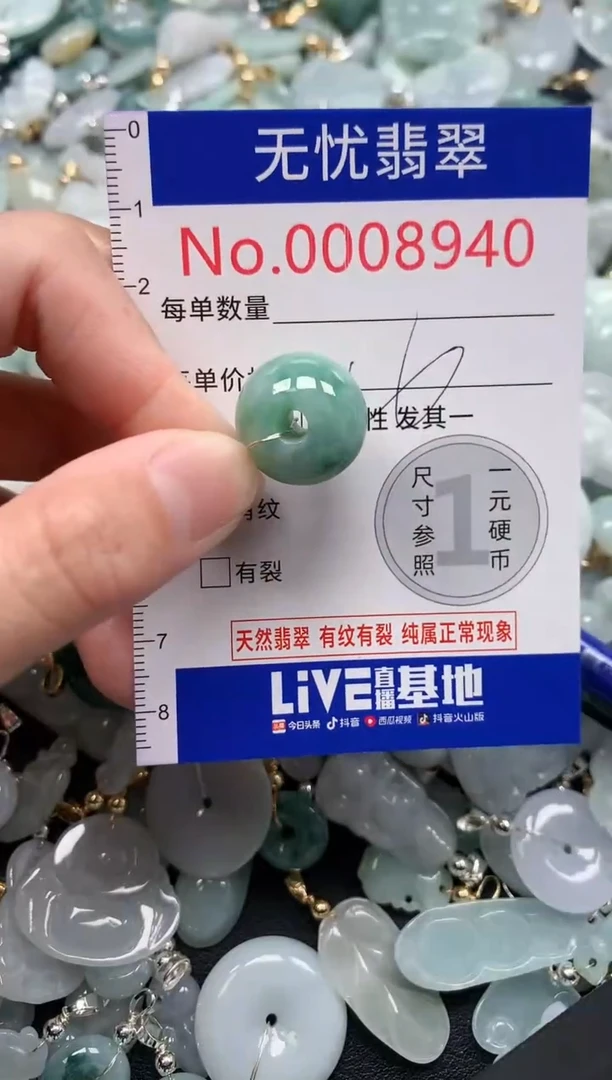 0
无忧翡翠
1
No.0008940
2
每单数量
单价
性 发其一
尺寸参照
1
一元硬币
有纹
有裂
天然翡翠 有纹有裂 纯属正常现象
7
LiVE直播基地
8
头条 今日头条 抖音 西瓜视频 抖音火山版